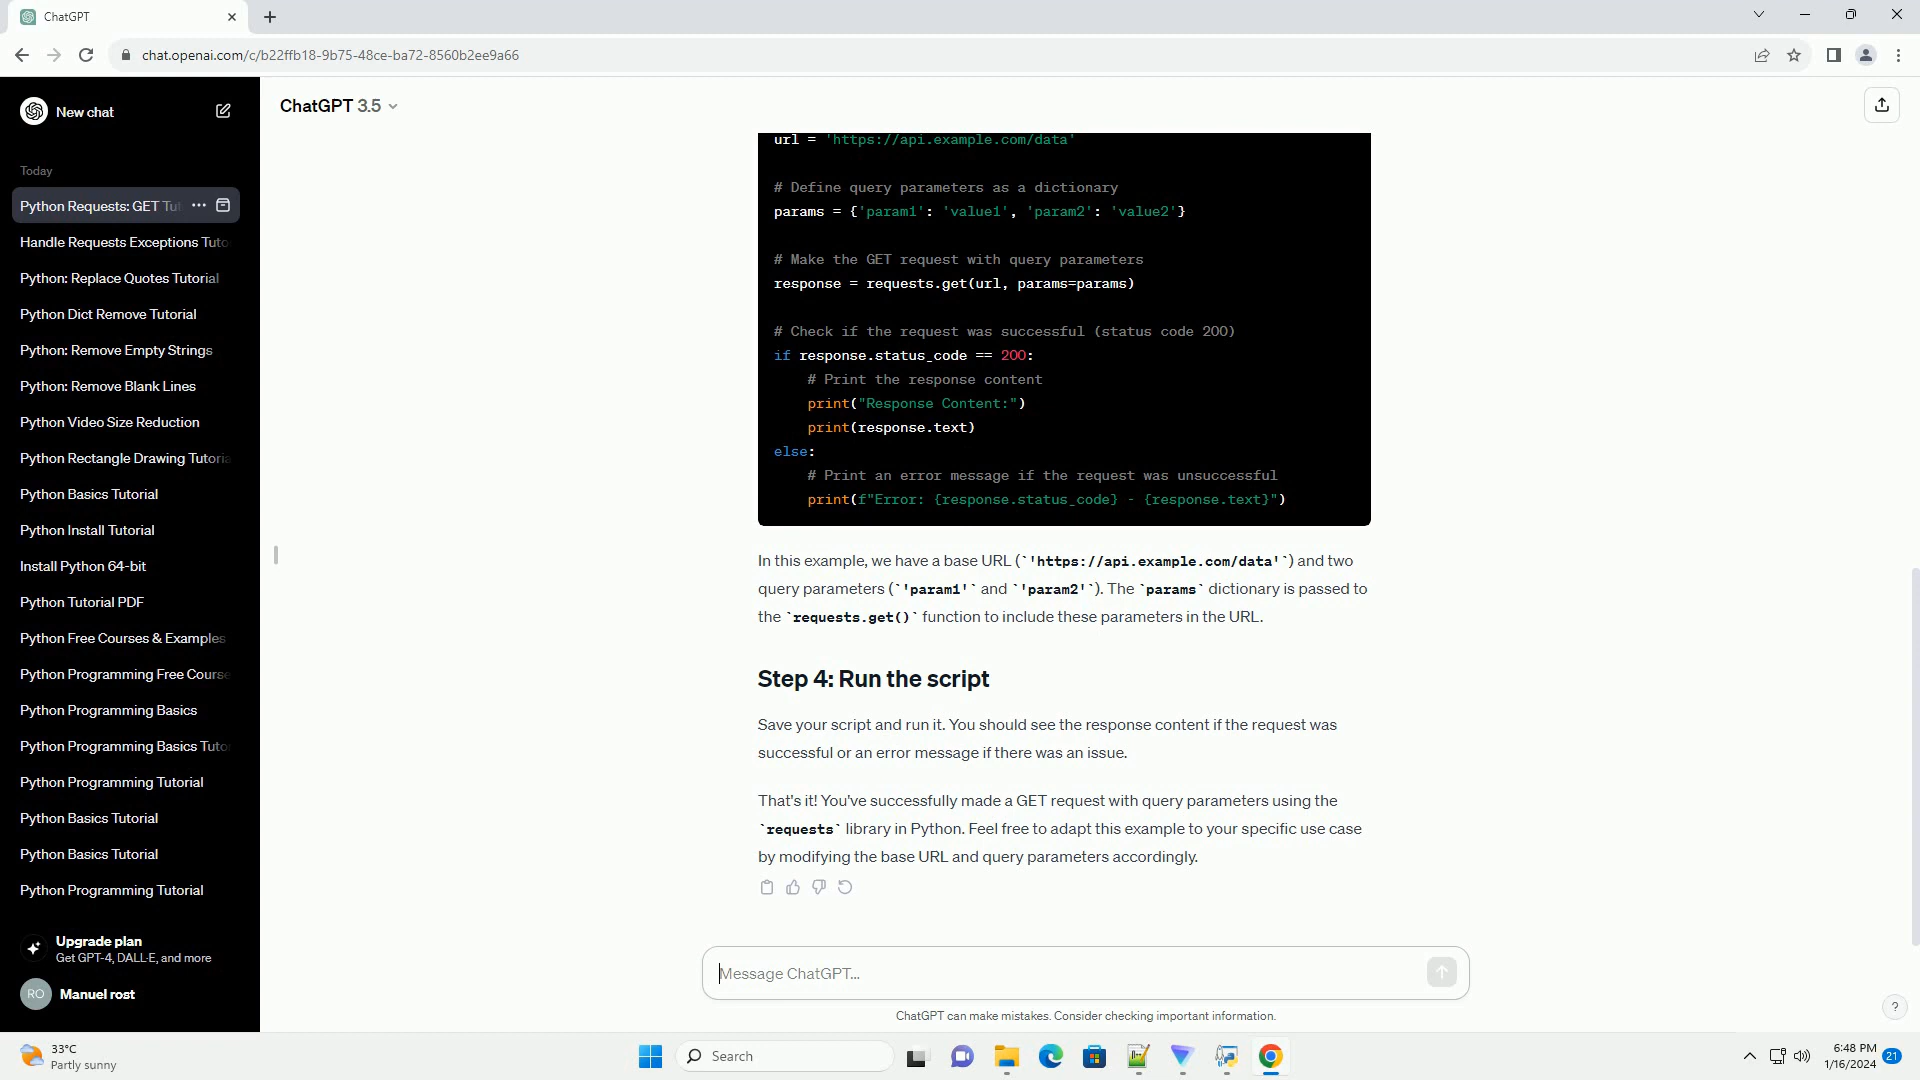 ChatGPT
chat.openai.com/c/b22ffb18-9b75-48ce-ba72-8560b2ee9a66
New chat
Today
Python Requests: GET Tut
Handle Requests Exceptions Tuto
Python: Replace Quotes Tutorial
Python Dict Remove Tutorial
Python: Remove Empty Strings
Python: Remove Blank Lines
Python Video Size Reduction
Python Rectangle Drawing Tutoria
Python Basics Tutorial
Python Install Tutorial
Install Python 64-bit
Python Tutorial PDF
Python Free Courses & Examples
Python Programming Free Course
Python Programming Basics
Python Programming Basics Tuto
Python Programming Tutorial
Python Basics Tutorial
Python Basics Tutorial
Python Programming Tutorial
Upgrade plan
Get GPT-4, DALL·E, and more
RO Manuel rost
ChatGPT 3.5
url = 'https://api.example.com/data'
# Define query parameters as a dictionary
params = {'param1': 'value1', 'param2': 'value2'}
# Make the GET request with query parameters
response = requests.get(url, params=params)
# Check if the request was successful (status code 200)
if response.status_code == 200:
    # Print the response content
    print("Response Content:")
    print(response.text)
else:
    # Print an error message if the request was unsuccessful
    print(f"Error: {response.status_code} - {response.text}")
In this example, we have a base URL (`'https://api.example.com/data'`) and two
query parameters (`'param1'` and `'param2'`). The `params` dictionary is passed to
the `requests.get()` function to include these parameters in the URL.
Step 4: Run the script
Save your script and run it. You should see the response content if the request was
successful or an error message if there was an issue.
That's it! You've successfully made a GET request with query parameters using the
`requests` library in Python. Feel free to adapt this example to your specific use case
by modifying the base URL and query parameters accordingly.
Message ChatGPT...
ChatGPT can make mistakes. Consider checking important information.
?
33°C
Partly sunny
Search
6:48 PM
1/16/2024
21